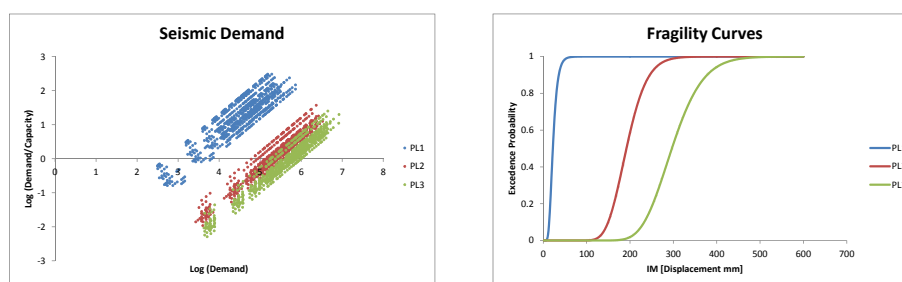 Seismic Demand
Log (Demand/Capacity)
3
2
1
0
-1
-2
-3
0 1 2 3 4 5 6 7 8
Log (Demand)
PL1
PL2
PL3
Fragility Curves
Exceedence Probability
1
0.8
0.6
0.4
0.2
0
0 100 200 300 400 500 600 700
IM [Displacement mm]
PL
PL
PL